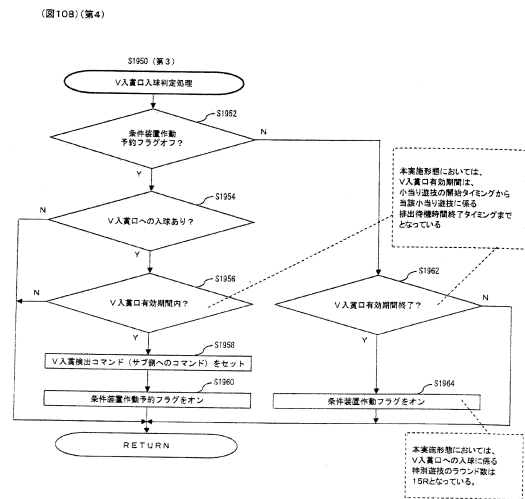 (図108)(第4)
S1950 (第3)
V入賞口入球判定処理
S1952
条件装置作動
予約フラグオフ?
N
Y
S1954
V入賞口への入球あり?
N
Y
S1956
V入賞口有効期間内?
N
Y
S1958
V入賞検出コマンド(サブ側へのコマンド)をセット
S1960
条件装置作動予約フラグをオン
RETURN
本実施形態においては、
V入賞口有効期間は、
小当り遊技の開始タイミングから
当該小当り遊技に係る
排出待機時間終了タイミングまで
となっている
S1962
V入賞口有効期間終了?
N
Y
S1964
条件装置作動フラグをオン
本実施形態においては、
V入賞口への入球に係る
特別遊技のラウンド数は
15Rとなっている。